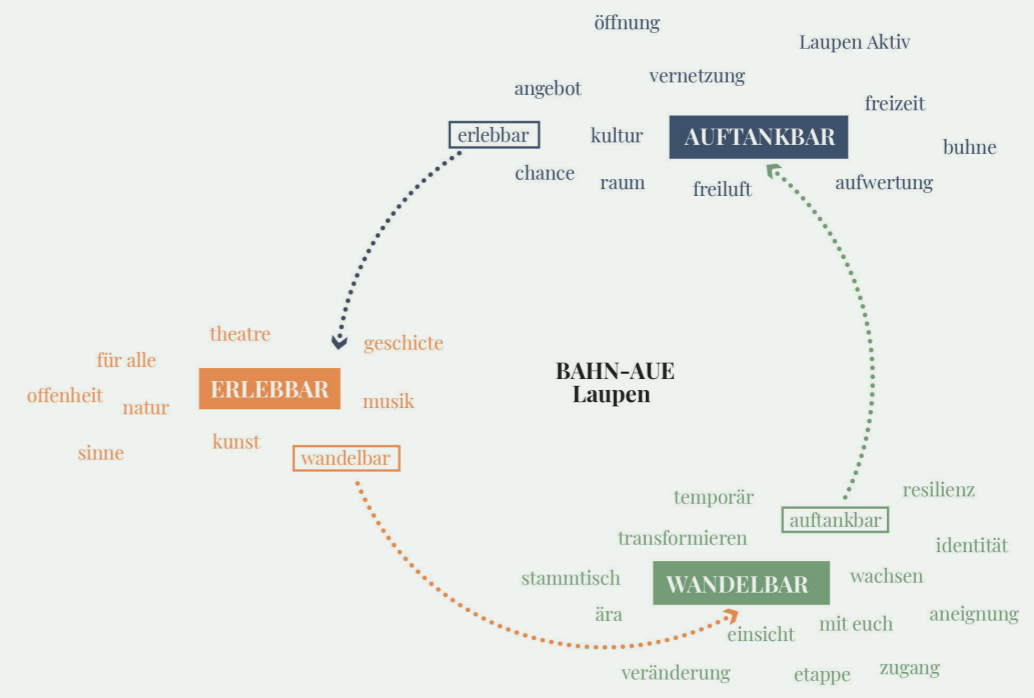 öffnung
Laupen Aktiv
vernetzung
angebot
freizeit
erlebbar
kultur
AUFTANKBAR
buhne
chance
raum
freiluft
aufwertung
theatre
geschicte
für alle
ERLEBBAR
offenheit
natur
musik
sinne
kunst
wandelbar
BAHN-AUE
Laupen
temporär
resilienz
auftankbar
transformieren
identität
stammtisch
WANDELBAR
wachsen
ära
einsicht
mit euch
aneignung
veränderung
etappe
zugang